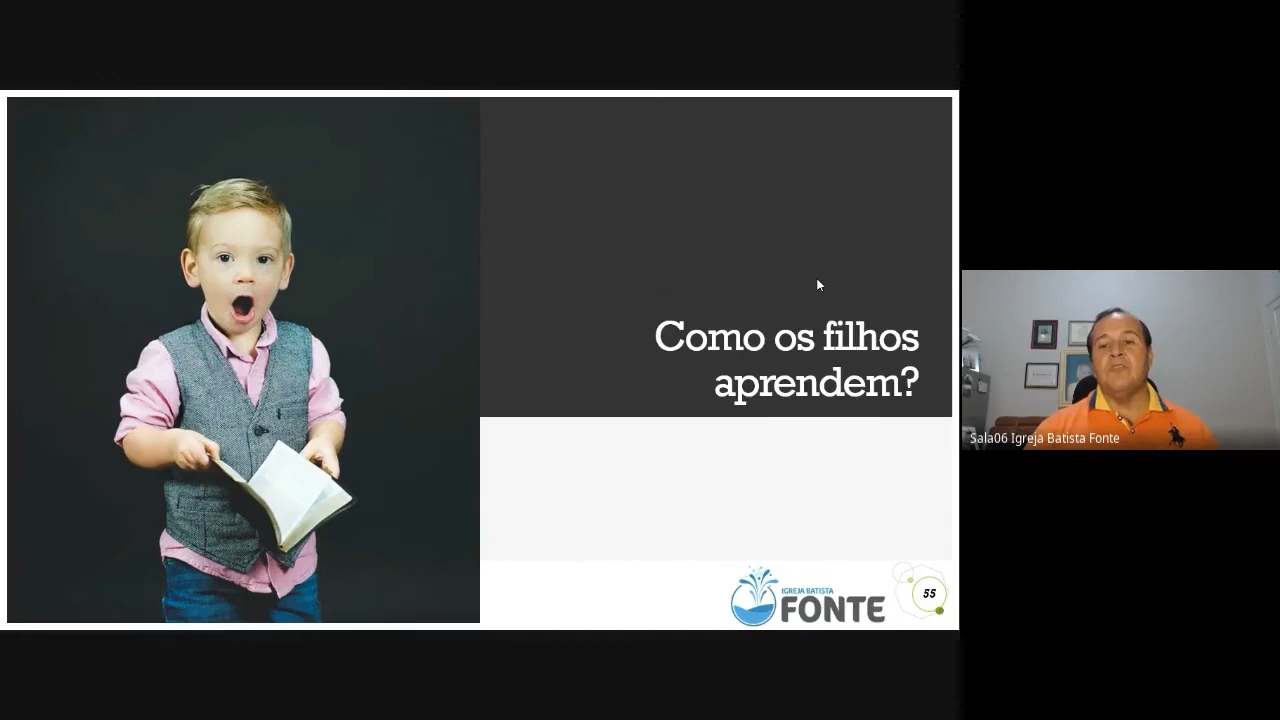 Como os filhos
aprendem?
IGREJA BATISTA
FONTE
55
Sala06 Igreja Batista Fonte